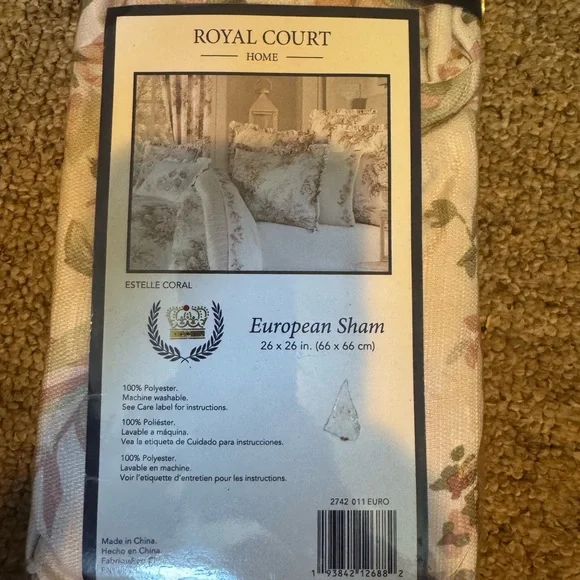 ROYAL COURT
HOME
ESTELLE CORAL
European Sham
26 x 26 in. (66 x 66 cm)
100% Polyester.
Machine washable.
See Care label for instructions.
100% Poliéster.
Lavable a máquina.
Vea la etiqueta de Cuidado para instrucciones.
100% Polyester.
Lavable en machine.
Voir l'etiquette d'entretien pour les instructions.
2742 011 EURO
Made in China.
Hecho en China.
1 93842 12688 2